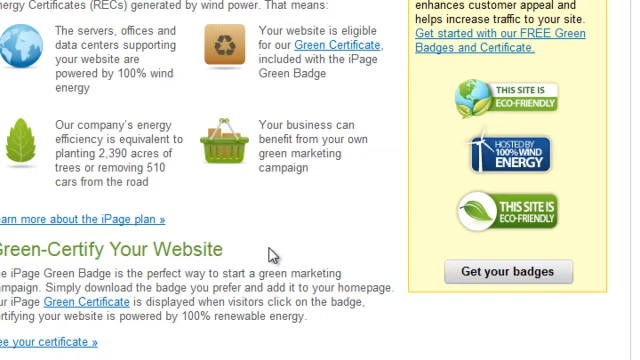 nergy Certificates (RECs) generated by wind power. That means:
The servers, offices and
data centers supporting
your website are
powered by 100% wind
energy
Your website is eligible
for our Green Certificate,
included with the iPage
Green Badge
Our company's energy
efficiency is equivalent to
planting 2,390 acres of
trees or removing 510
cars from the road
Your business can
benefit from your own
green marketing
campaign
earn more about the iPage plan »
Green-Certify Your Website
he iPage Green Badge is the perfect way to start a green marketing
ampaign. Simply download the badge you prefer and add it to your homepage.
ur iPage Green Certificate is displayed when visitors click on the badge,
ertifying your website is powered by 100% renewable energy.
ee your certificate »
enhances customer appeal and
helps increase traffic to your site.
Get started with our FREE Green
Badges and Certificate.
THIS SITE IS
ECO-FRIENDLY
HOSTED BY
100% WIND
ENERGY
THIS SITE IS
ECO-FRIENDLY
Get your badges